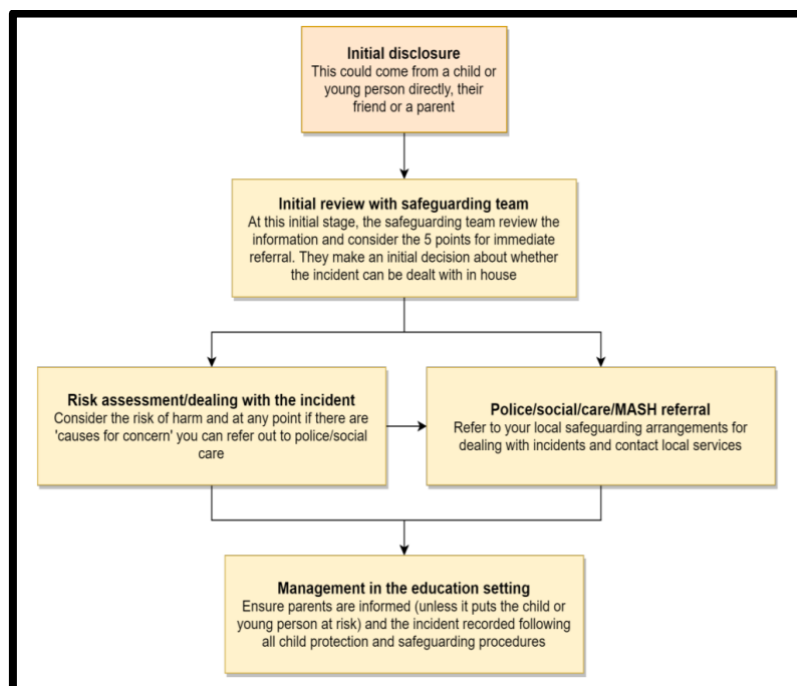 Initial disclosure
This could come from a child or
young person directly, their
friend or a parent
Initial review with safeguarding team
At this initial stage, the safeguarding team review the
information and consider the 5 points for immediate
referral. They make an initial decision about whether
the incident can be dealt with in house
Risk assessment/dealing with the incident
Consider the risk of harm and at any point if there are
'causes for concern' you can refer out to police/social
care
Police/social/care/MASH referral
Refer to your local safeguarding arrangements for
dealing with incidents and contact local services
Management in the education setting
Ensure parents are informed (unless it puts the child or
young person at risk) and the incident recorded following
all child protection and safeguarding procedures